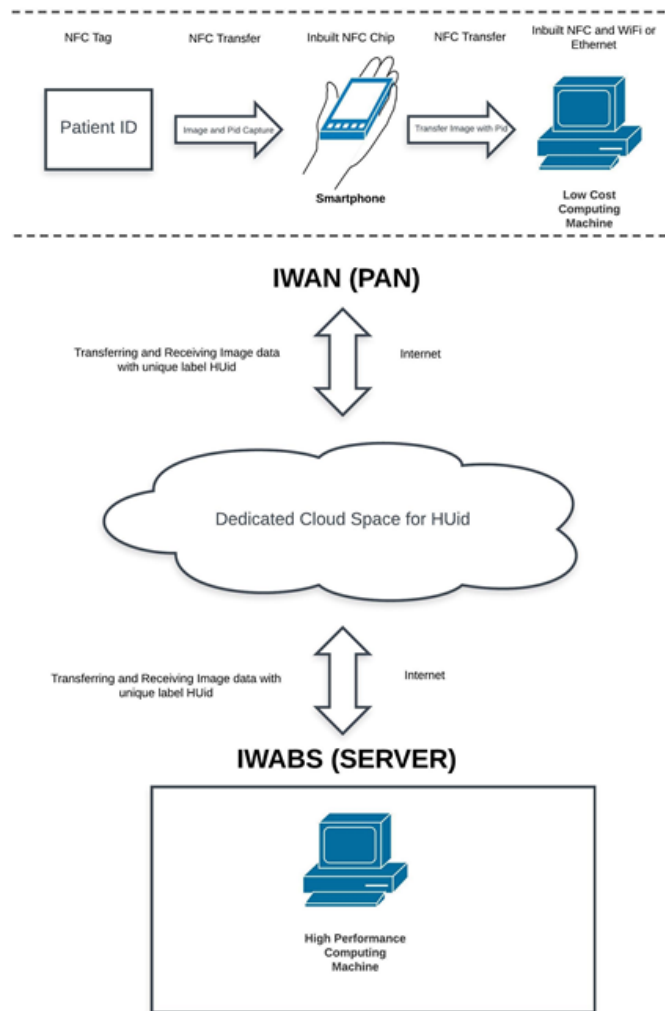 NFC Tag
NFC Transfer
Inbuilt NFC Chip
NFC Transfer
Inbuilt NFC and WiFi or
Ethernet
Patient ID
Image and Pid Capture
Transfer Image with Pid
Smartphone
Low Cost
Computing
Machine
IWAN (PAN)
Transferring and Receiving Image data
with unique label HUid
Internet
Dedicated Cloud Space for HUid
Transferring and Receiving Image data with
unique label HUid
Internet
IWABS (SERVER)
High Performance
Computing
Machine